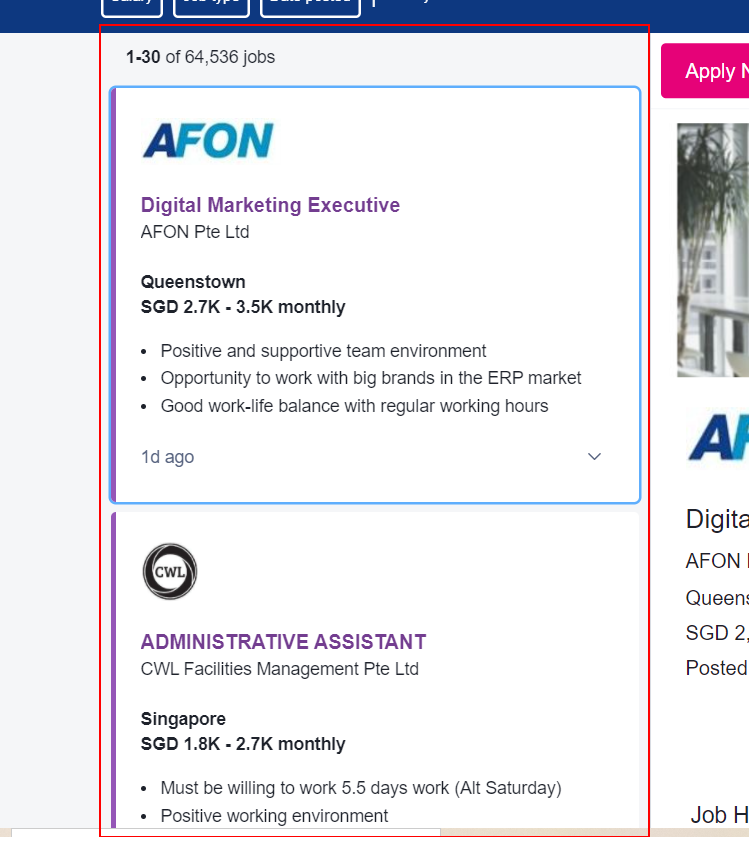 1-30 of 64,536 jobs
AFON
Digital Marketing Executive
AFON Pte Ltd
Queenstown
SGD 2.7K - 3.5K monthly
Positive and supportive team environment
Opportunity to work with big brands in the ERP market
Good work-life balance with regular working hours
1d ago
CWL
ADMINISTRATIVE ASSISTANT
CWL Facilities Management Pte Ltd
Singapore
SGD 1.8K - 2.7K monthly
Must be willing to work 5.5 days work (Alt Saturday)
Positive working environment
Apply N
AF
Digita
AFON
Queens
SGD 2,
Posted
Job H